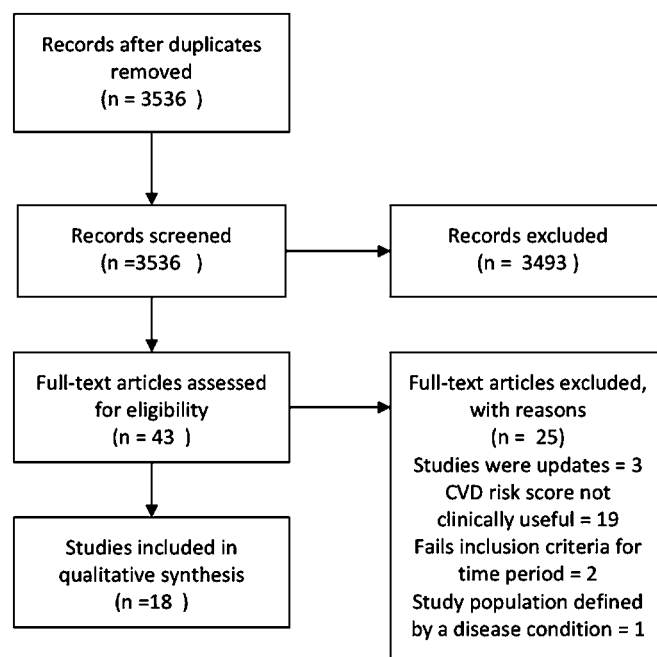 Records after duplicates
removed
(n = 3536 )
Records screened
(n =3536 )
Records excluded
(n = 3493 )
Full-text articles assessed
for eligibility
(n = 43 )
Full-text articles excluded,
with reasons
(n = 25)
Studies were updates = 3
CVD risk score not
clinically useful = 19
Fails inclusion criteria for
time period = 2
Study population defined
by a disease condition = 1
Studies included in
qualitative synthesis
(n =18 )